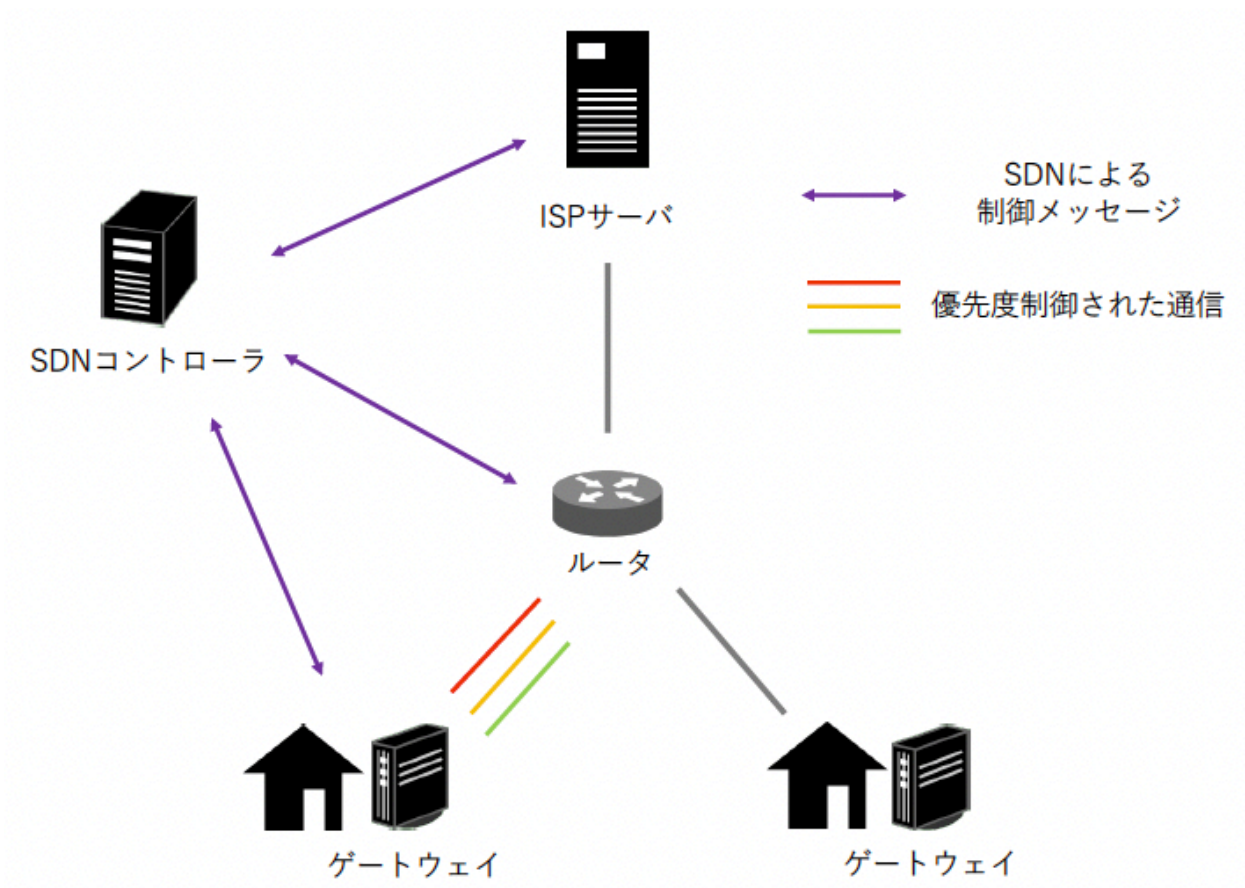 ISPサーバ
SDNによる
制御メッセージ
優先度制御された通信
SDNコントローラ
ルータ
ゲートウェイ
ゲートウェイ